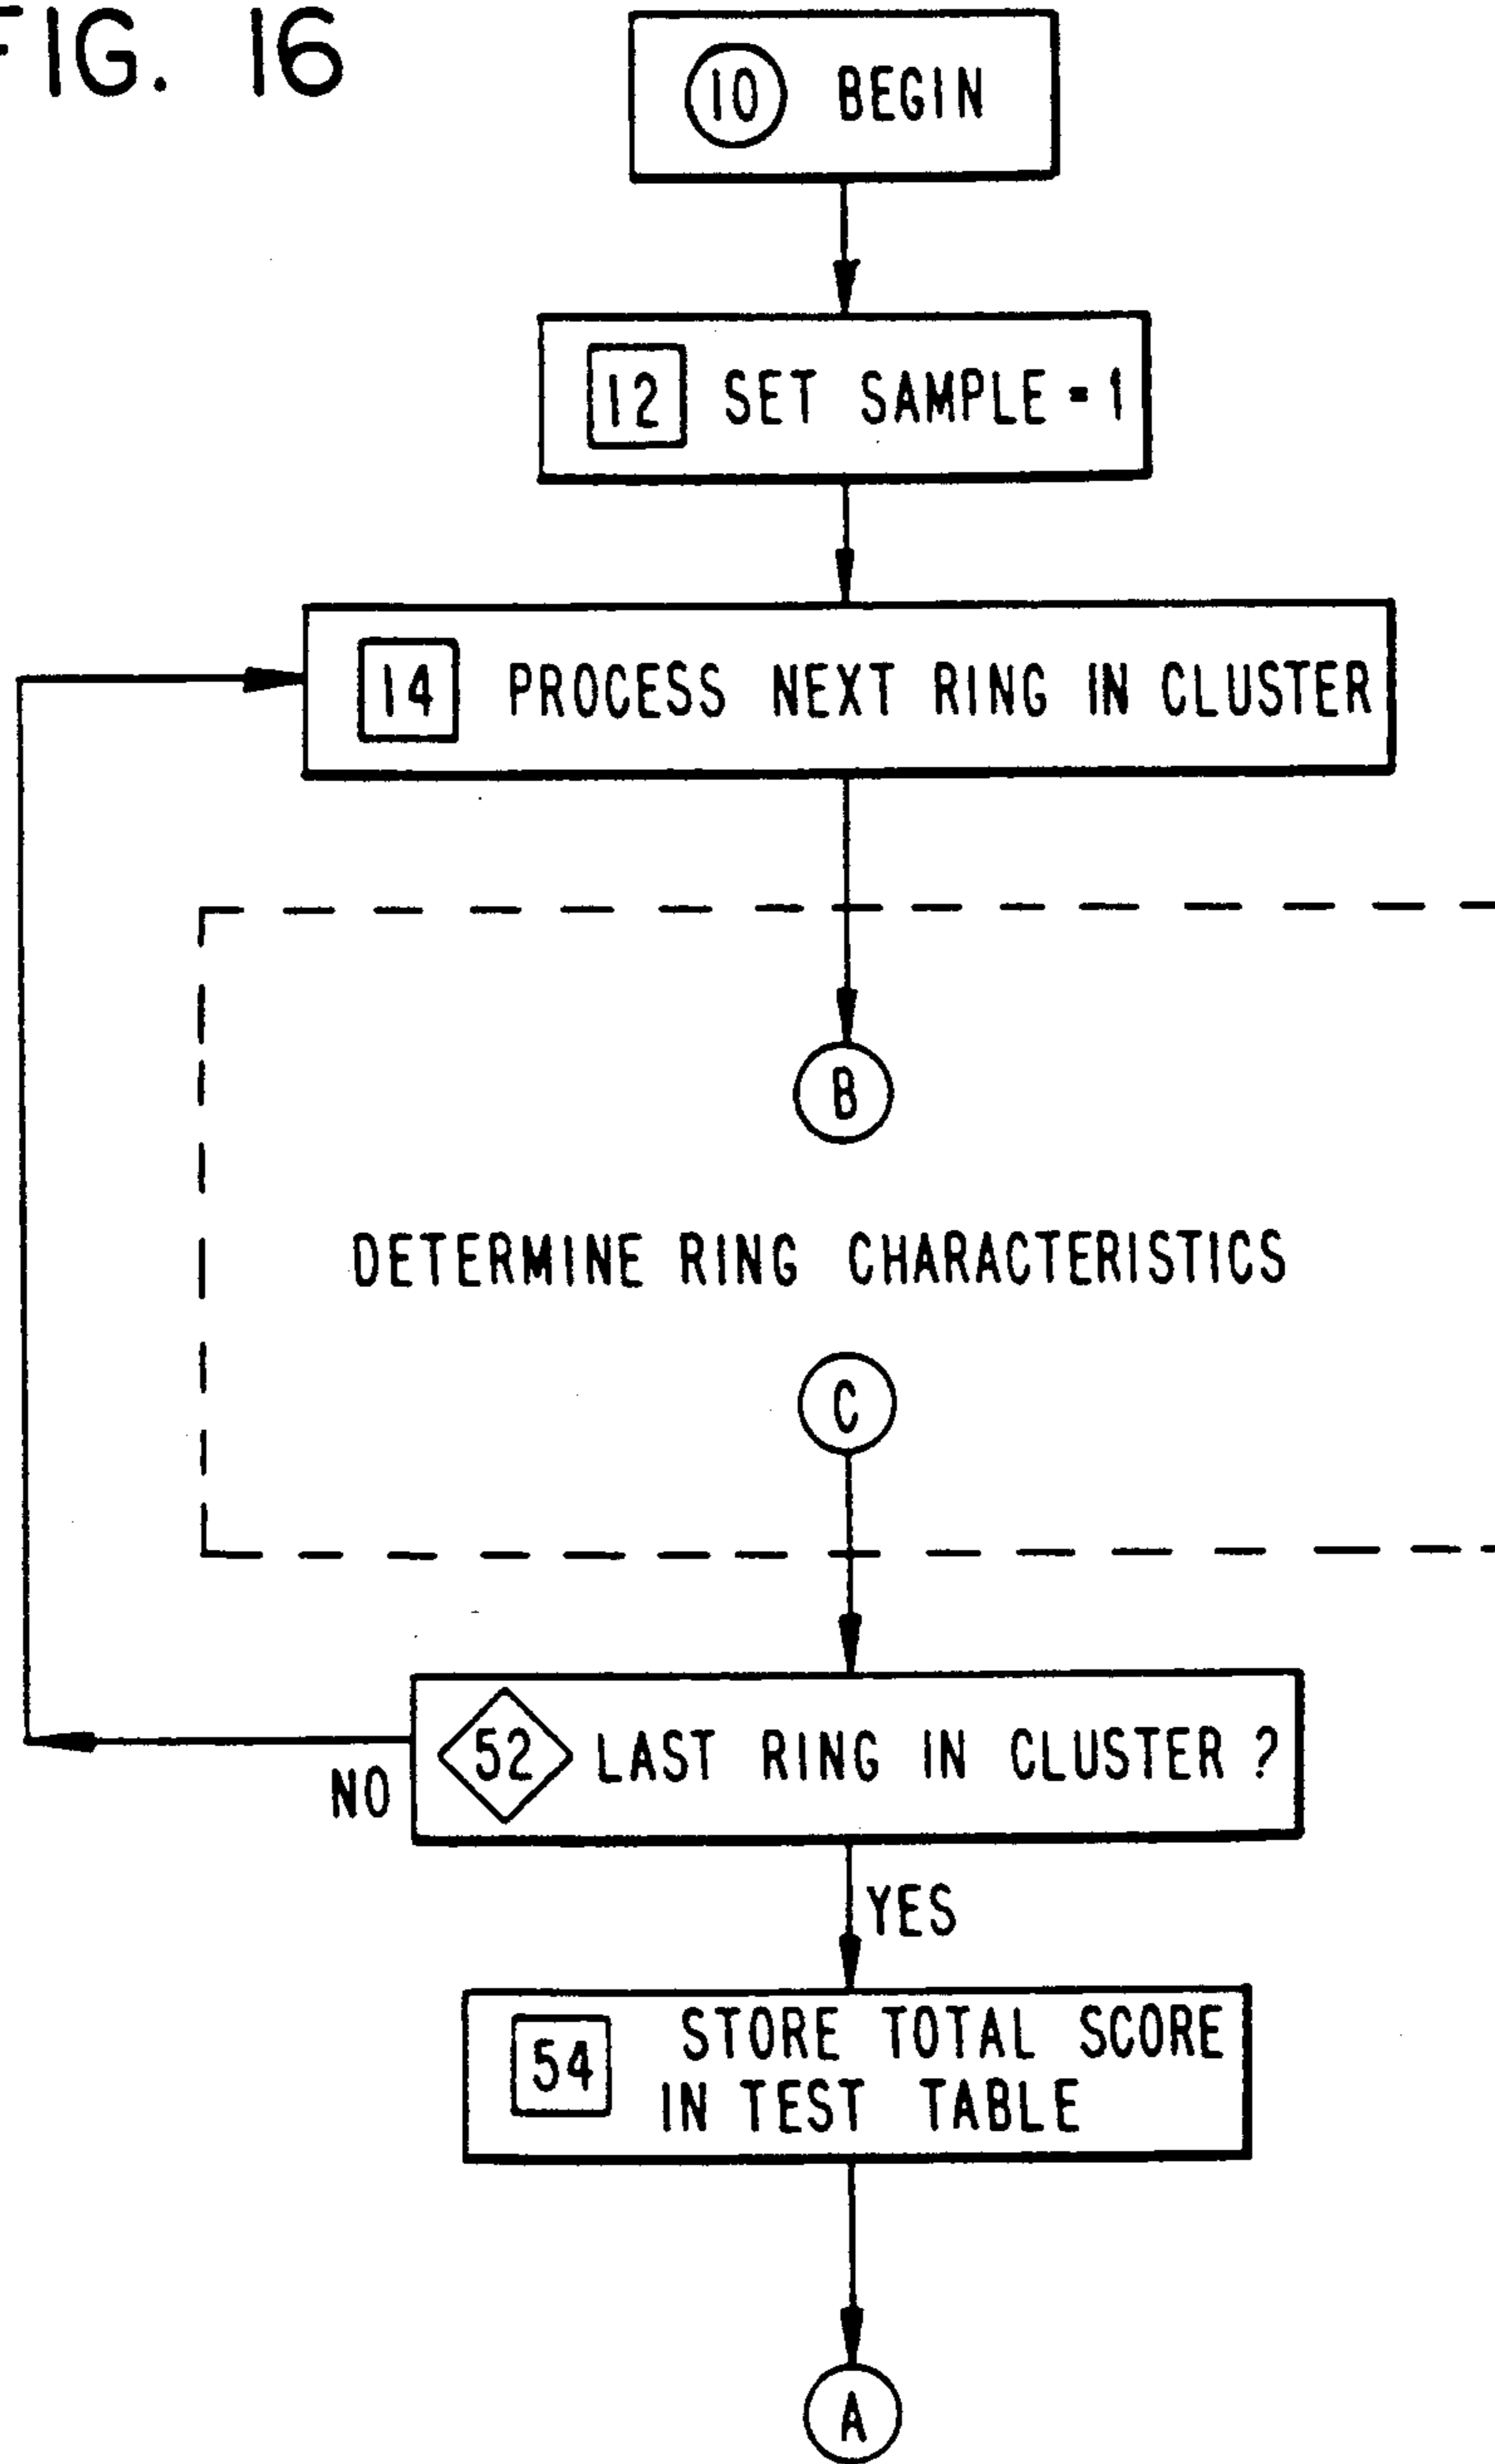 FIG. 16
10 BEGIN
12 SET SAMPLE = 1
14 PROCESS NEXT RING IN CLUSTER
B
DETERMINE RING CHARACTERISTICS
C
52 LAST RING IN CLUSTER ?
NO
YES
54 STORE TOTAL SCORE
IN TEST TABLE
A